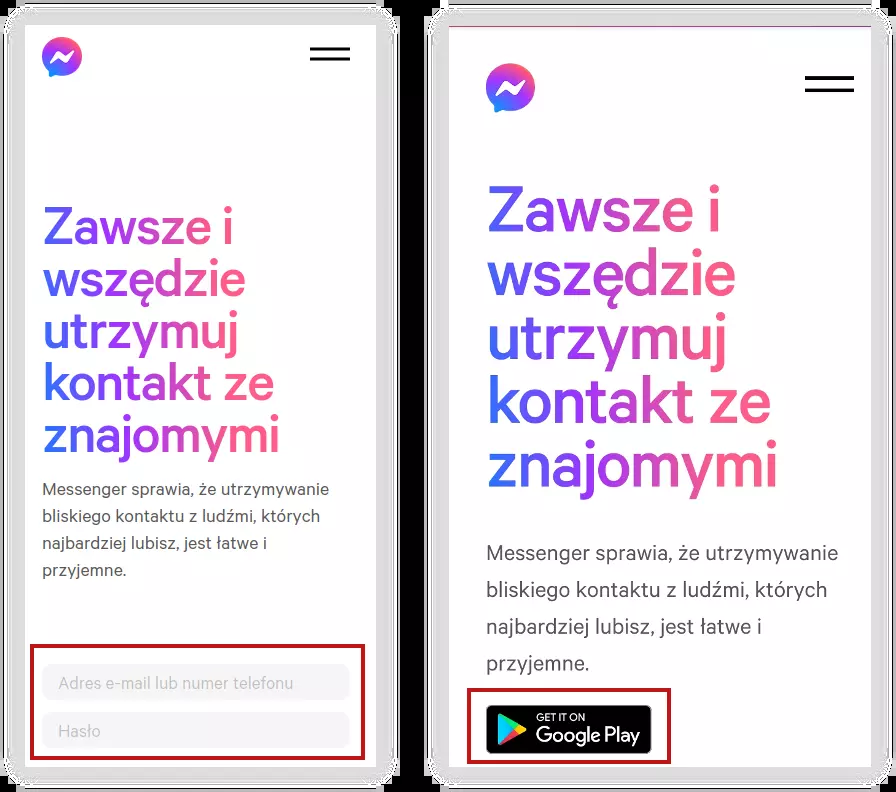 Zawsze i
wszędzie
utrzymuj
kontakt ze
znajomymi
Messenger sprawia, że utrzymywanie
bliskiego kontaktu z ludźmi, których
najbardziej lubisz, jest łatwe i
przyjemne.
Adres e-mail lub numer telefonu
Hasło
Zawsze i
wszędzie
utrzymuj
kontakt ze
znajomymi
Messenger sprawia, że utrzymywanie
bliskiego kontaktu z ludźmi, których
najbardziej lubisz, jest łatwe i
przyjemne.
GET IT ON
Google Play